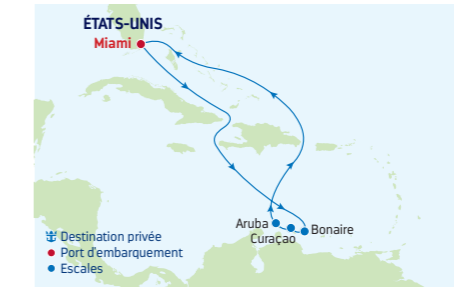 ÉTATS-UNIS
Miami
Aruba
Curaçao
Bonaire
Destination privée
Port d'embarquement
Escales